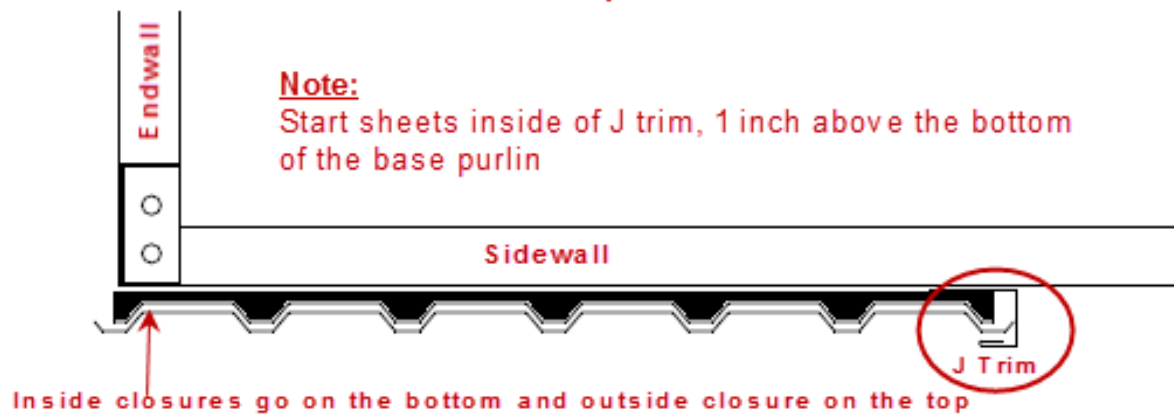 Endwall
Note:
Start sheets inside of J trim, 1 inch above the bottom
of the base purlin
Sidewall
J Trim
Inside closures go on the bottom and outside closure on the top